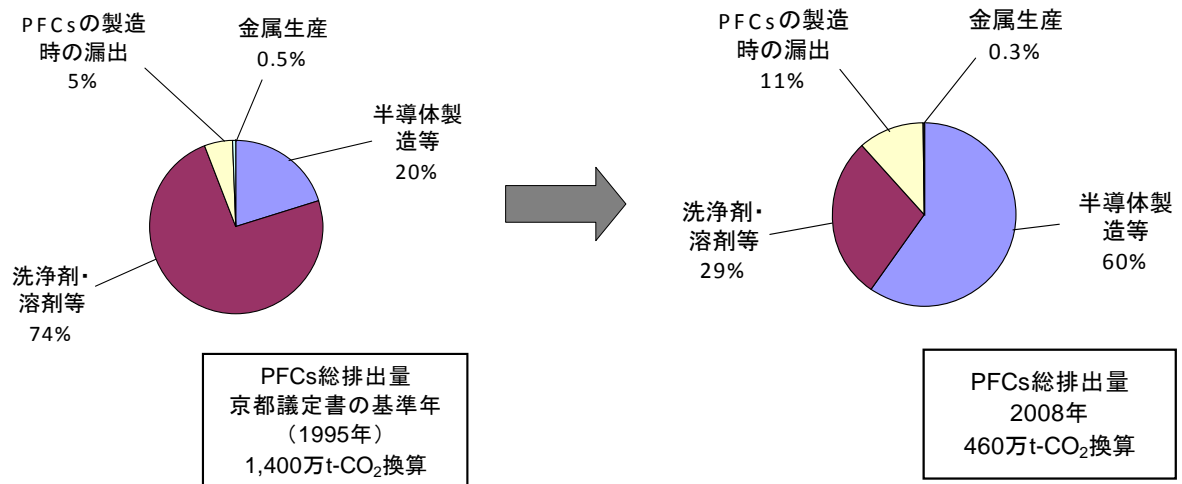 PFCsの製造
時の漏出
5%
金属生産
0.5%
半導体製
造等
20%
洗浄剤・
溶剤等
74%
PFCs総排出量
京都議定書の基準年
（1995年）
1,400万t-CO₂換算
PFCsの製造
時の漏出
11%
金属生産
0.3%
洗浄剤・
溶剤等
29%
半導体製
造等
60%
PFCs総排出量
2008年
460万t-CO₂換算